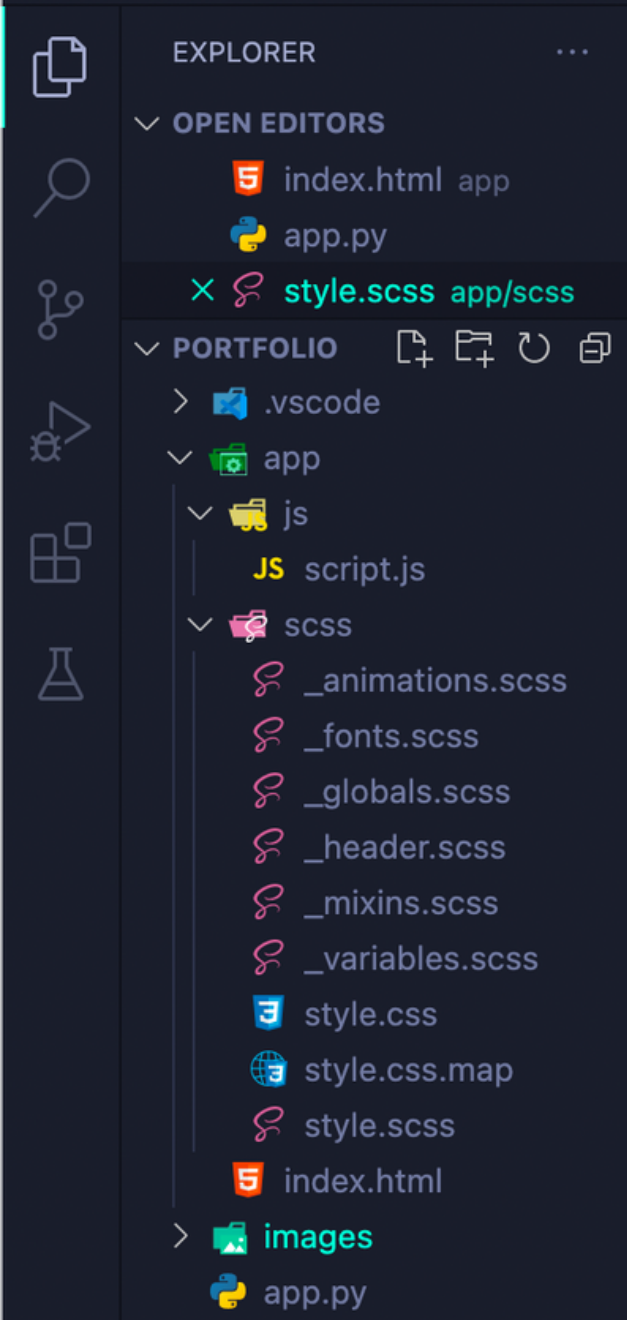 EXPLORER
OPEN EDITORS
index.html app
app.py
style.scss app/scss
PORTFOLIO
.vscode
app
js
JS script.js
scss
_animations.scss
_fonts.scss
_globals.scss
_header.scss
_mixins.scss
_variables.scss
style.css
style.css.map
style.scss
index.html
images
app.py